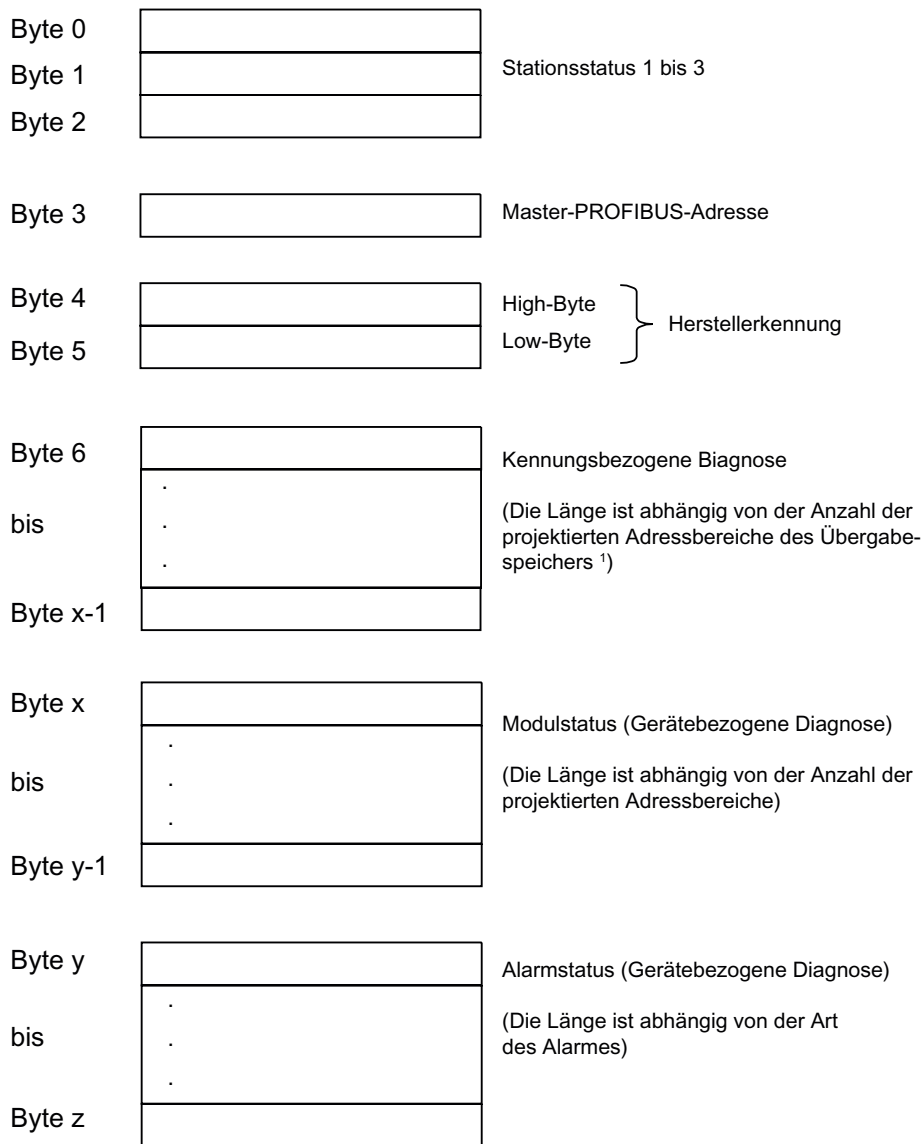 Byte 0
Byte 1
Stationsstatus 1 bis 3
Byte 2
Byte 3
Master-PROFIBUS-Adresse
Byte 4
High-Byte
Herstellerkennung
Byte 5
Low-Byte
Byte 6
Kennungsbezogene Biagnose
.
bis
.
(Die Länge ist abhängig von der Anzahl der
projektierten Adressbereiche des Übergabe-
speichers ¹)
.
Byte x-1
Byte x
Modulstatus (Gerätebezogene Diagnose)
.
bis
.
(Die Länge ist abhängig von der Anzahl der
projektierten Adressbereiche)
.
Byte y-1
Byte y
Alarmstatus (Gerätebezogene Diagnose)
.
bis
.
(Die Länge ist abhängig von der Art
des Alarmes)
.
Byte z